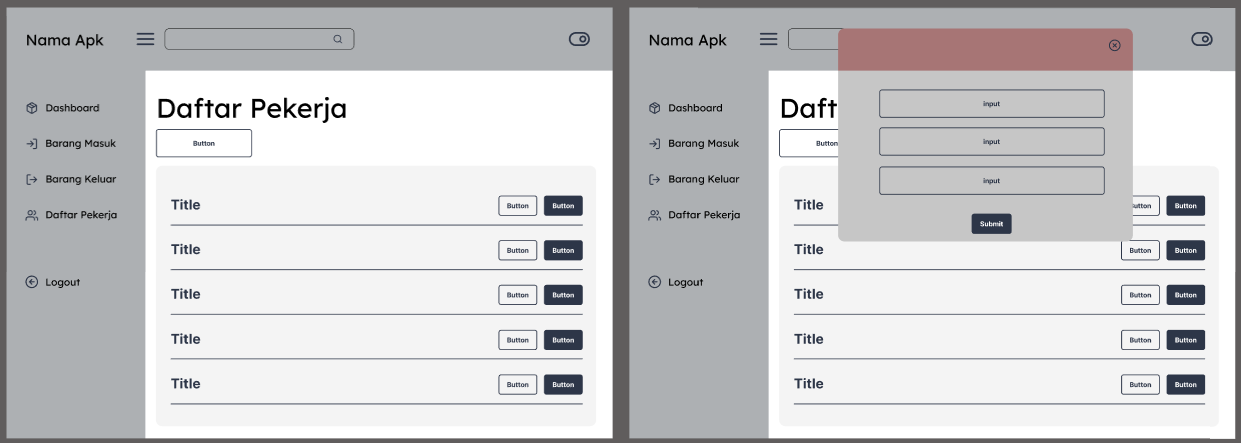 Nama Apk
Dashboard
Barang Masuk
Barang Keluar
Daftar Pekerja
Logout
Daftar Pekerja
Button
Title Button Button
Title Button Button
Title Button Button
Title Button Button
Title Button Button
Nama Apk
Dashboard
Barang Masuk
Barang Keluar
Daftar Pekerja
Logout
Daft
Button
input
input
input
Submit
Title utton Button
Title Button Button
Title Button Button
Title Button Button
Title Button Button